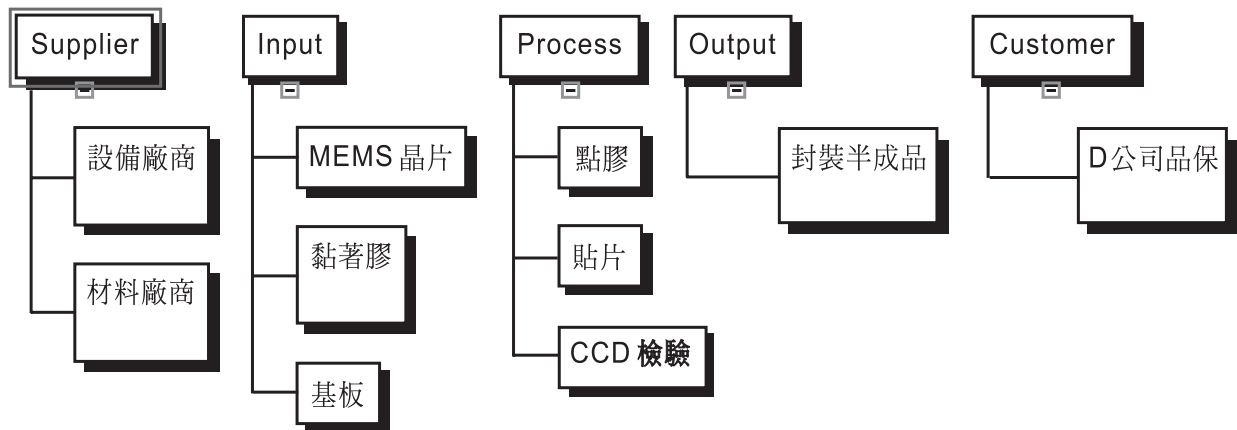 Supplier
設備廠商
材料廠商
Input
MEMS 晶片
黏著膠
基板
Process
點膠
貼片
CCD 檢驗
Output
封裝半成品
Customer
D公司品保